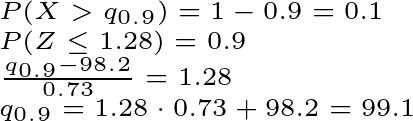 P(X > q_{0.9}) = 1 − 0.9 = 0.1
P(Z ≤ 1.28) = 0.9
\frac{q_{0.9}−98.2}{0.73} = 1.28
q_{0.9} = 1.28 · 0.73 + 98.2 = 99.1